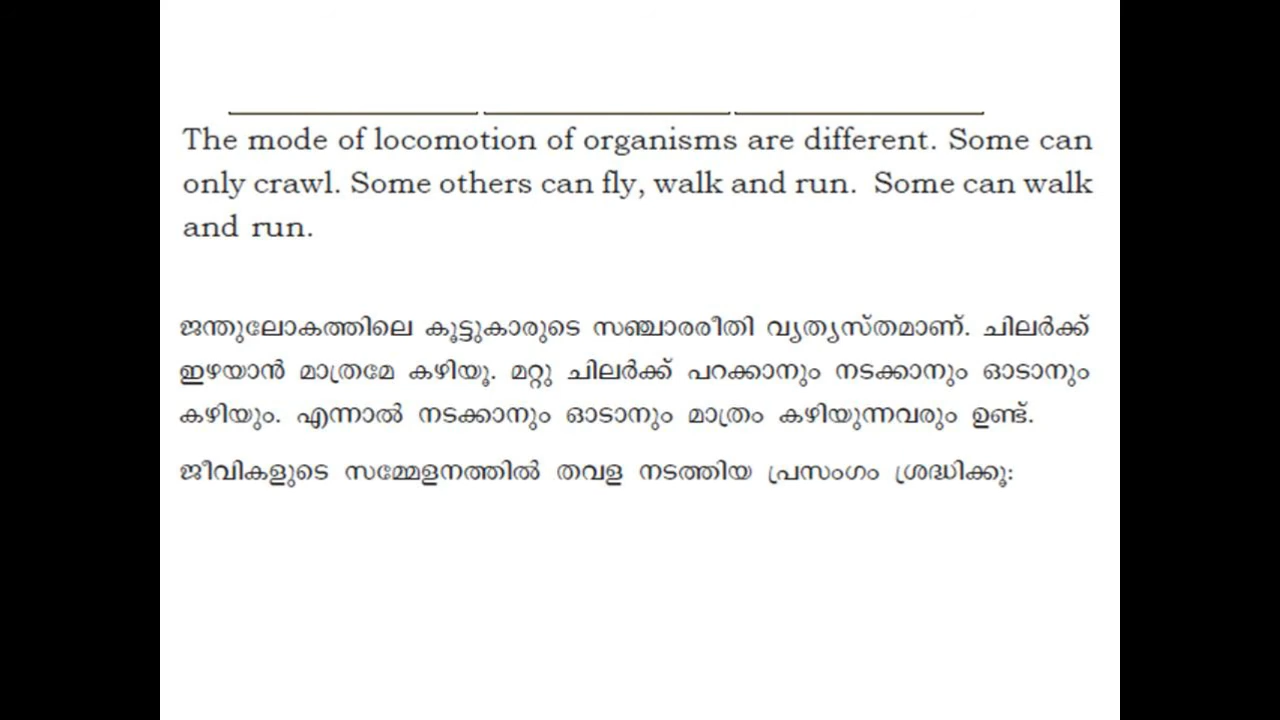 The mode of locomotion of organisms are different. Some can
only crawl. Some others can fly, walk and run. Some can walk
and run.
ജന്തുലോകത്തിലെ കൂട്ടുകാരുടെ സഞ്ചാരരീതി വ്യത്യസ്തമാണ്. ചിലർക്ക്
ഇഴയാൻ മാത്രമേ കഴിയൂ. മറ്റു ചിലർക്ക് പറക്കാനും നടക്കാനും ഓടാനും
കഴിയും. എന്നാൽ നടക്കാനും ഓടാനും മാത്രം കഴിയുന്നവരും ഉണ്ട്.
ജീവികളുടെ സമ്മേളനത്തിൽ തവള നടത്തിയ പ്രസംഗം ശ്രദ്ധിക്കൂ: